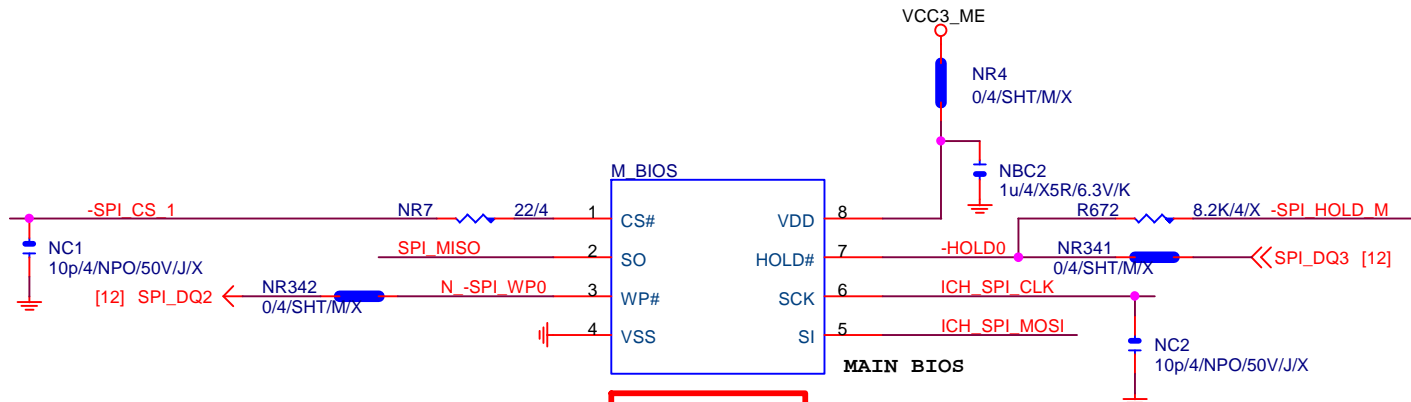 VCC3_ME
NR4
0/4/SHT/M/X
M_BIOS
NBC2
1u/4/X5R/6.3V/K
-SPI_CS_1
NR7
22/4
1
CS#
VDD
8
R672
8.2K/4/X
-SPI_HOLD_M
NC1
10p/4/NPO/50V/J/X
SPI_MISO
2
SO
HOLD#
7
-HOLD0
NR341
0/4/SHT/M/X
SPI_DQ3 [12]
[12] SPI_DQ2
NR342
0/4/SHT/M/X
N_-SPI_WP0
3
WP#
SCK
6
ICH_SPI_CLK
4
VSS
SI
5
ICH_SPI_MOSI
NC2
10p/4/NPO/50V/J/X
MAIN BIOS